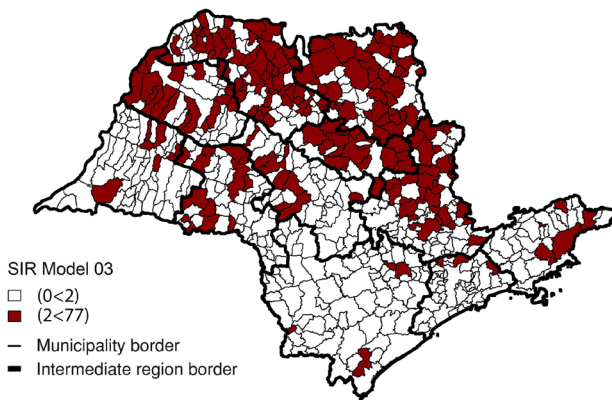 SIR Model 03
(0<2)
(2<77)
Municipality border
Intermediate region border